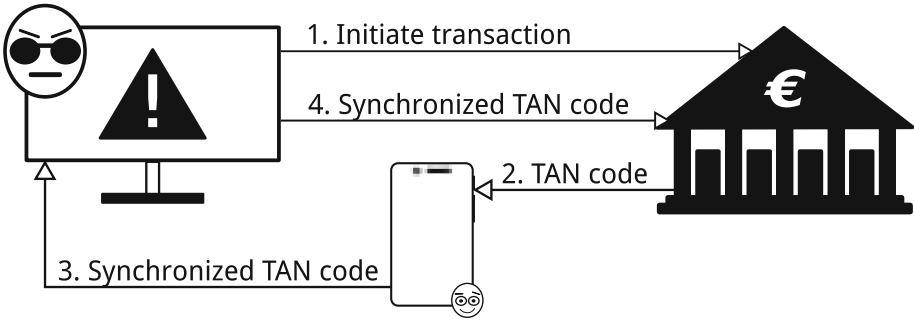 1. Initiate transaction
€
4. Synchronized TAN code
2. TAN code
3. Synchronized TAN code
!